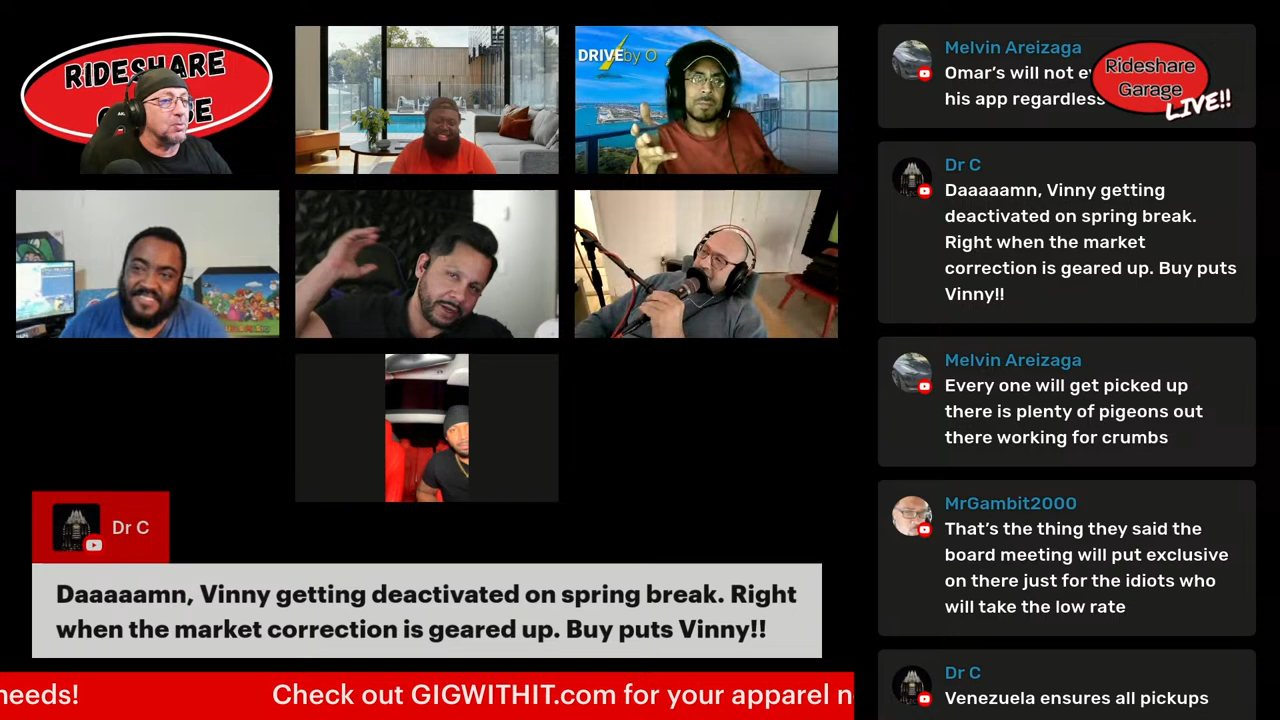 RIDESHARE
DRIVE by O
Melvin Areizaga
Omar's will not
his app regardless
Rideshare
Garage
LIVE!!
Dr C
Daaaaamn, Vinny getting
deactivated on spring break.
Right when the market
correction is geared up. Buy puts
Vinny!!
Melvin Areizaga
Every one will get picked up
there is plenty of pigeons out
there working for crumbs
MrGambit2000
That's the thing they said the
board meeting will put exclusive
on there just for the idiots who
will take the low rate
Dr C
Venezuela ensures all pickups
Dr C
Daaaaamn, Vinny getting deactivated on spring break. Right
when the market correction is geared up. Buy puts Vinny!!
needs! Check out GIGWITHIT.com for your apparel n